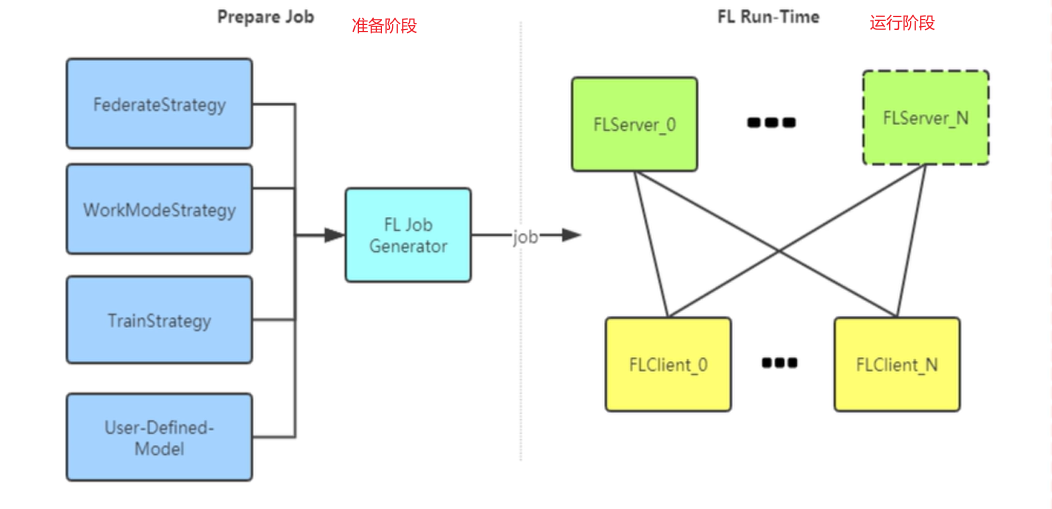 Prepare Job
准备阶段
FederateStrategy
WorkModeStrategy
TrainStrategy
User-Defined-
Model
FL Job
Generator
job
FL Run-Time
运行阶段
FLServer_0
FLServer_N
FLClient_0
FLClient_N